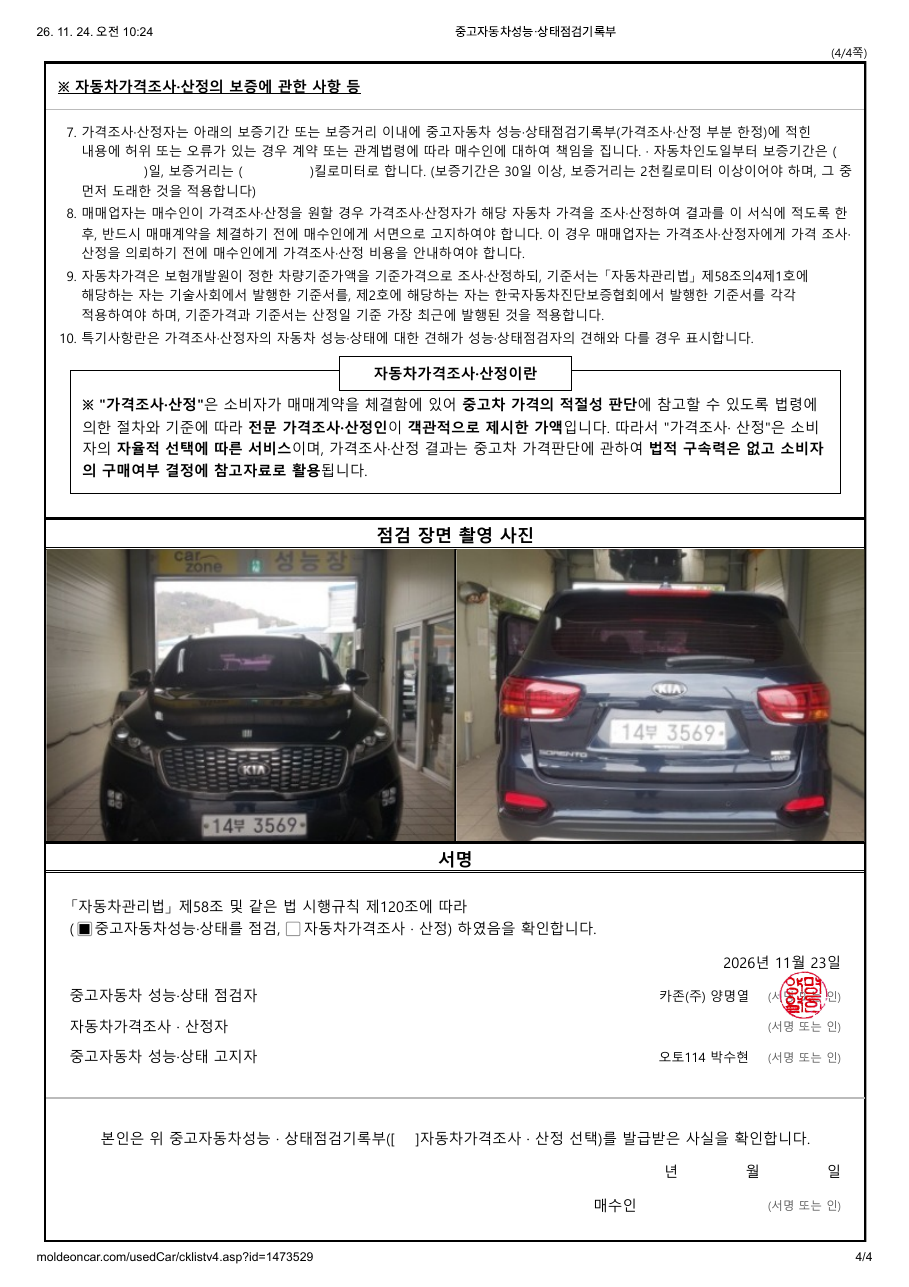 26. 11. 24. 오전 10:24
중고자동차성능·상태점검기록부
(4/4쪽)
※ 자동차가격조사·산정의 보증에 관한 사항 등
7. 가격조사·산정자는 아래의 보증기간 또는 보증거리 이내에 중고자동차 성능·상태점검기록부(가격조사·산정 부분 한정)에 적힌
내용에 허위 또는 오류가 있는 경우 계약 또는 관계법령에 따라 매수인에 대하여 책임을 집니다. · 자동차인도일부터 보증기간은 (
)일, 보증거리는 ( )킬로미터로 합니다. (보증기간은 30일 이상, 보증거리는 2천킬로미터 이상이어야 하며, 그 중
먼저 도래한 것을 적용합니다)
8. 매매업자는 매수인이 가격조사·산정을 원할 경우 가격조사·산정자가 해당 자동차 가격을 조사·산정하여 결과를 이 서식에 적도록 한
후, 반드시 매매계약을 체결하기 전에 매수인에게 서면으로 고지하여야 합니다. 이 경우 매매업자는 가격조사·산정자에게 가격 조사·
산정을 의뢰하기 전에 매수인에게 가격조사·산정 비용을 안내하여야 합니다.
9. 자동차가격은 보험개발원이 정한 차량기준가액을 기준가격으로 조사·산정하되, 기준서는「자동차관리법」제58조의4제1호에
해당하는 자는 기술사회에서 발행한 기준서를, 제2호에 해당하는 자는 한국자동차진단보증협회에서 발행한 기준서를 각각
적용하여야 하며, 기준가격과 기준서는 산정일 기준 가장 최근에 발행된 것을 적용합니다.
10. 특기사항란은 가격조사·산정자의 자동차 성능·상태에 대한 견해가 성능·상태점검자의 견해와 다를 경우 표시합니다.
자동차가격조사·산정이란
※ "가격조사·산정"은 소비자가 매매계약을 체결함에 있어 중고차 가격의 적절성 판단에 참고할 수 있도록 법령에
의한 절차와 기준에 따라 전문 가격조사·산정인이 객관적으로 제시한 가액입니다. 따라서 "가격조사· 산정"은 소비
자의 자율적 선택에 따른 서비스이며, 가격조사·산정 결과는 중고차 가격판단에 관하여 법적 구속력은 없고 소비자
의 구매여부 결정에 참고자료로 활용됩니다.
점검 장면 촬영 사진
car zone 성능장
KIA
14부 3569
KIA
14부 3569
SORENTO
서명
「자동차관리법」 제58조 및 같은 법 시행규칙 제120조에 따라
( ■ 중고자동차성능·상태를 점검, □ 자동차가격조사 · 산정) 하였음을 확인합니다.
2026년 11월 23일
중고자동차 성능·상태 점검자 카존(주) 양명열 (서명 또는 인)
자동차가격조사 · 산정자 (서명 또는 인)
중고자동차 성능·상태 고지자 오토114 박수현 (서명 또는 인)
본인은 위 중고자동차성능 · 상태점검기록부([ ]자동차가격조사 · 산정 선택)를 발급받은 사실을 확인합니다.
년 월 일
매수인 (서명 또는 인)
moldeoncar.com/usedCar/cklistv4.asp?id=1473529
4/4